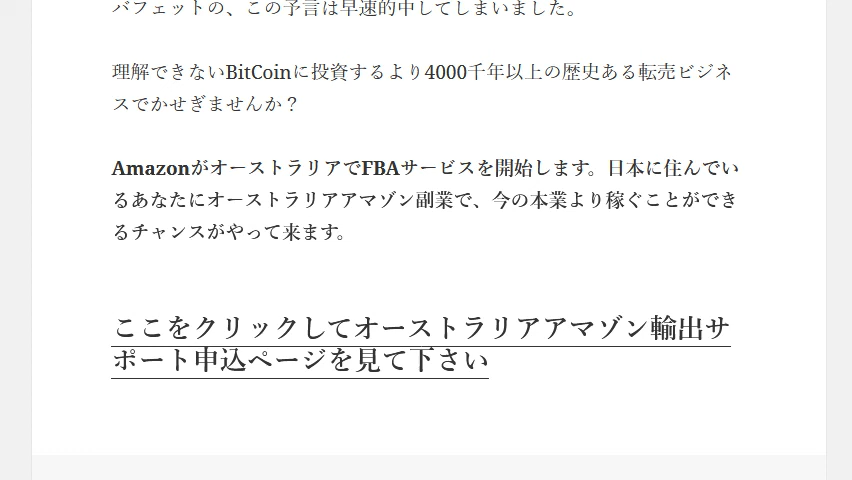 バフェットの、この予言は早速的中してしまいました。
理解できないBitCoinに投資するより4000千年以上の歴史ある転売ビジネ
スでかせぎませんか？
AmazonがオーストラリアでFBAサービスを開始します。日本に住んでい
るあなたにオーストラリアアマゾン副業で、今の本業より稼ぐことができ
るチャンスがやって来ます。
ここをクリックしてオーストラリアアマゾン輸出サ
ポート申込ページを見て下さい